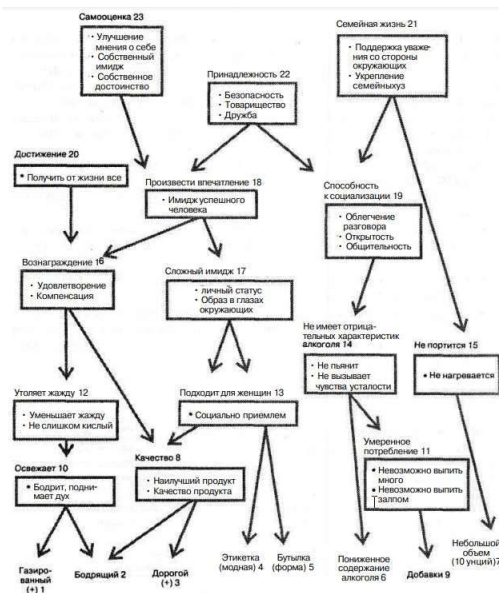 Самооценка 23
· Улучшение
мнения о себе
· Собственный
имидж
· Собственное
достоинство
Семейная жизнь 21
· Поддержка уваже-
ния со стороны
окружающих
· Укрепление
семейныхуз
Принадлежность 22
· Безопасность
· Товарищество
· Дружба
Достижение 20
• Получить от жизни все
Произвести впечатление 18
· Имидж успешного
человека
Способность
к социализации 19
· Облегчение
разговора
· Открытость
· Общительность
Вознаграждение 16
· Удовлетворение
· Компенсация
Сложный имидж 17
· личный статус
· Образ в глазах
окружающих
Не имеет отрица-
тельных характеристик
алкоголя 14
· Не пьянит
· Не вызывает
чувства усталости
Не портится 15
• Не нагревается
Утоляет жажду 12
· Уменьшает жажду
· Не слишком кислый
Подходит для женщин 13
• Социально приемлем
Умеренное
потребление 11
• Невозможно выпить
много
• Невозможно выпить
залпом
Освежает 10
• Бодрит, подни-
мает дух
Качество 8
· Наилучший продукт
· Качество продукта
Газиро-
ванный
(+) 1
Бодрящий 2
Дорогой
(+) 3
Этикетка
(модная) 4
Бутылка
(форма) 5
Пониженное
содержание
алкоголя 6
Добавки 9
Небольшой
объем
(10 унций)7